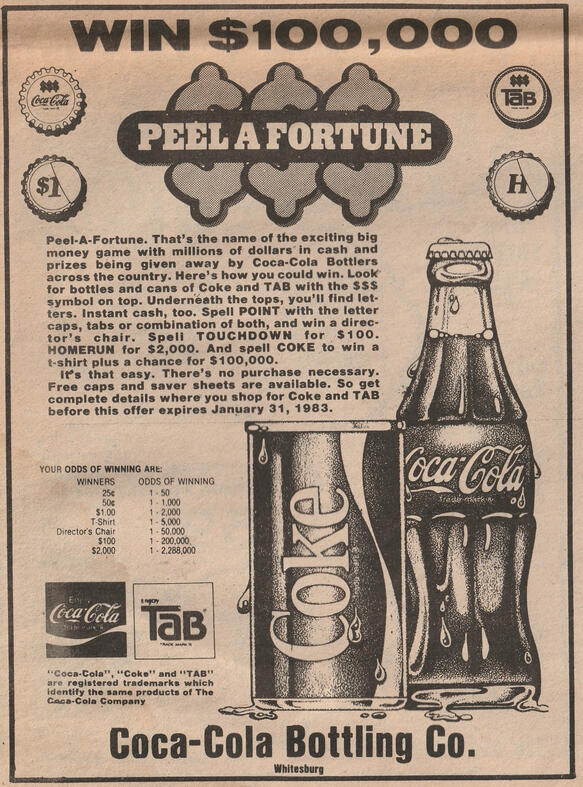 WIN $100,000
$$$
Coca-Cola
$$$
TAB
PEEL A FORTUNE
$1
H
Peel-A-Fortune. That's the name of the exciting big
money game with millions of dollars in cash and
prizes being given away by Coca-Cola Bottlers
across the country. Here's how you could win. Look
for bottles and cans of Coke and TAB with the $$$
symbol on top. Underneath the tops, you'll find let-
ters. Instant cash, too. Spell POINT with the letter
caps, tabs or combination of both, and win a direc-
tor's chair. Spell TOUCHDOWN for $100.
HOMERUN for $2,000. And spell COKE to win a
t-shirt plus a chance for $100,000.
It's that easy. There's no purchase necessary.
Free caps and saver sheets are available. So get
complete details where you shop for Coke and TAB
before this offer expires January 31, 1983.
YOUR ODDS OF WINNING ARE:
WINNERS ODDS OF WINNING
25¢ 1 - 50
50¢ 1 - 1,000
$1.00 1 - 2,000
T-Shirt 1 - 5,000
Director's Chair 1 - 50,000
$100 1 - 200,000
$2,000 1 - 2,288,000
Coke
Coca-Cola
Trade-mark ®
Enjoy
Coca-Cola
ENJOY
TAB
TRADE MARK ®
"Coca-Cola", "Coke" and "TAB"
are registered trademarks which
identify the same products of The
Coca-Cola Company
Coca-Cola Bottling Co.
Whitesburg